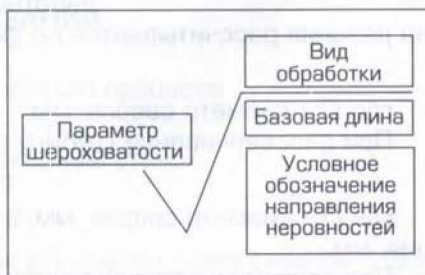 Вид
обработки
Параметр
шероховатости
Базовая длина
Условное
обозначение
направления
неровностей